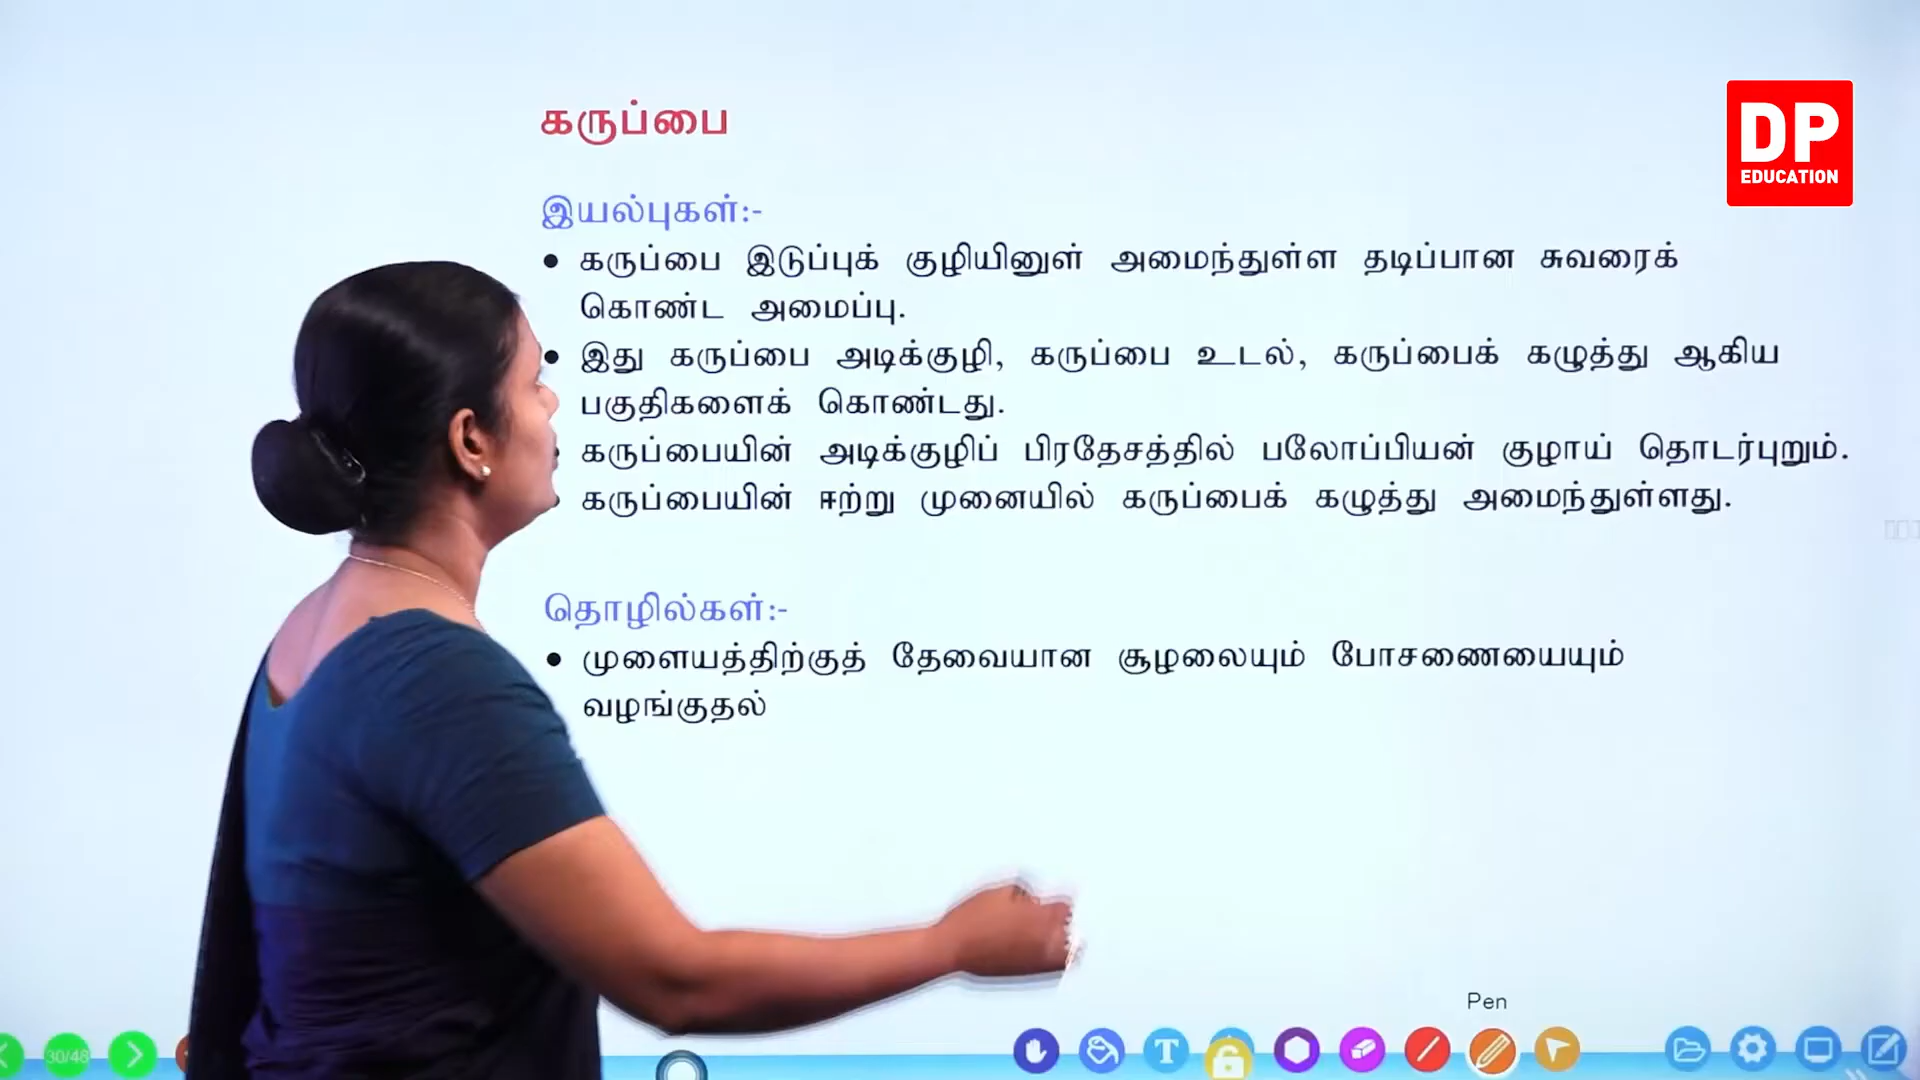 கருப்பை
DP
EDUCATION
இயல்புகள்:-
• கருப்பை இடுப்புக் குழியினுள் அமைந்துள்ள தடிப்பான சுவரைக்
கொண்ட அமைப்பு.
• இது கருப்பை அடிக்குழி, கருப்பை உடல், கருப்பைக் கழுத்து ஆகிய
பகுதிகளைக் கொண்டது.
கருப்பையின் அடிக்குழிப் பிரதேசத்தில் பலோப்பியன் குழாய் தொடர்புறும்.
• கருப்பையின் ஈற்று முனையில் கருப்பைக் கழுத்து அமைந்துள்ளது.
தொழில்கள்:-
• முளையத்திற்குத் தேவையான சூழலையும் போசணையையும்
வழங்குதல்
Pen
30/48
T